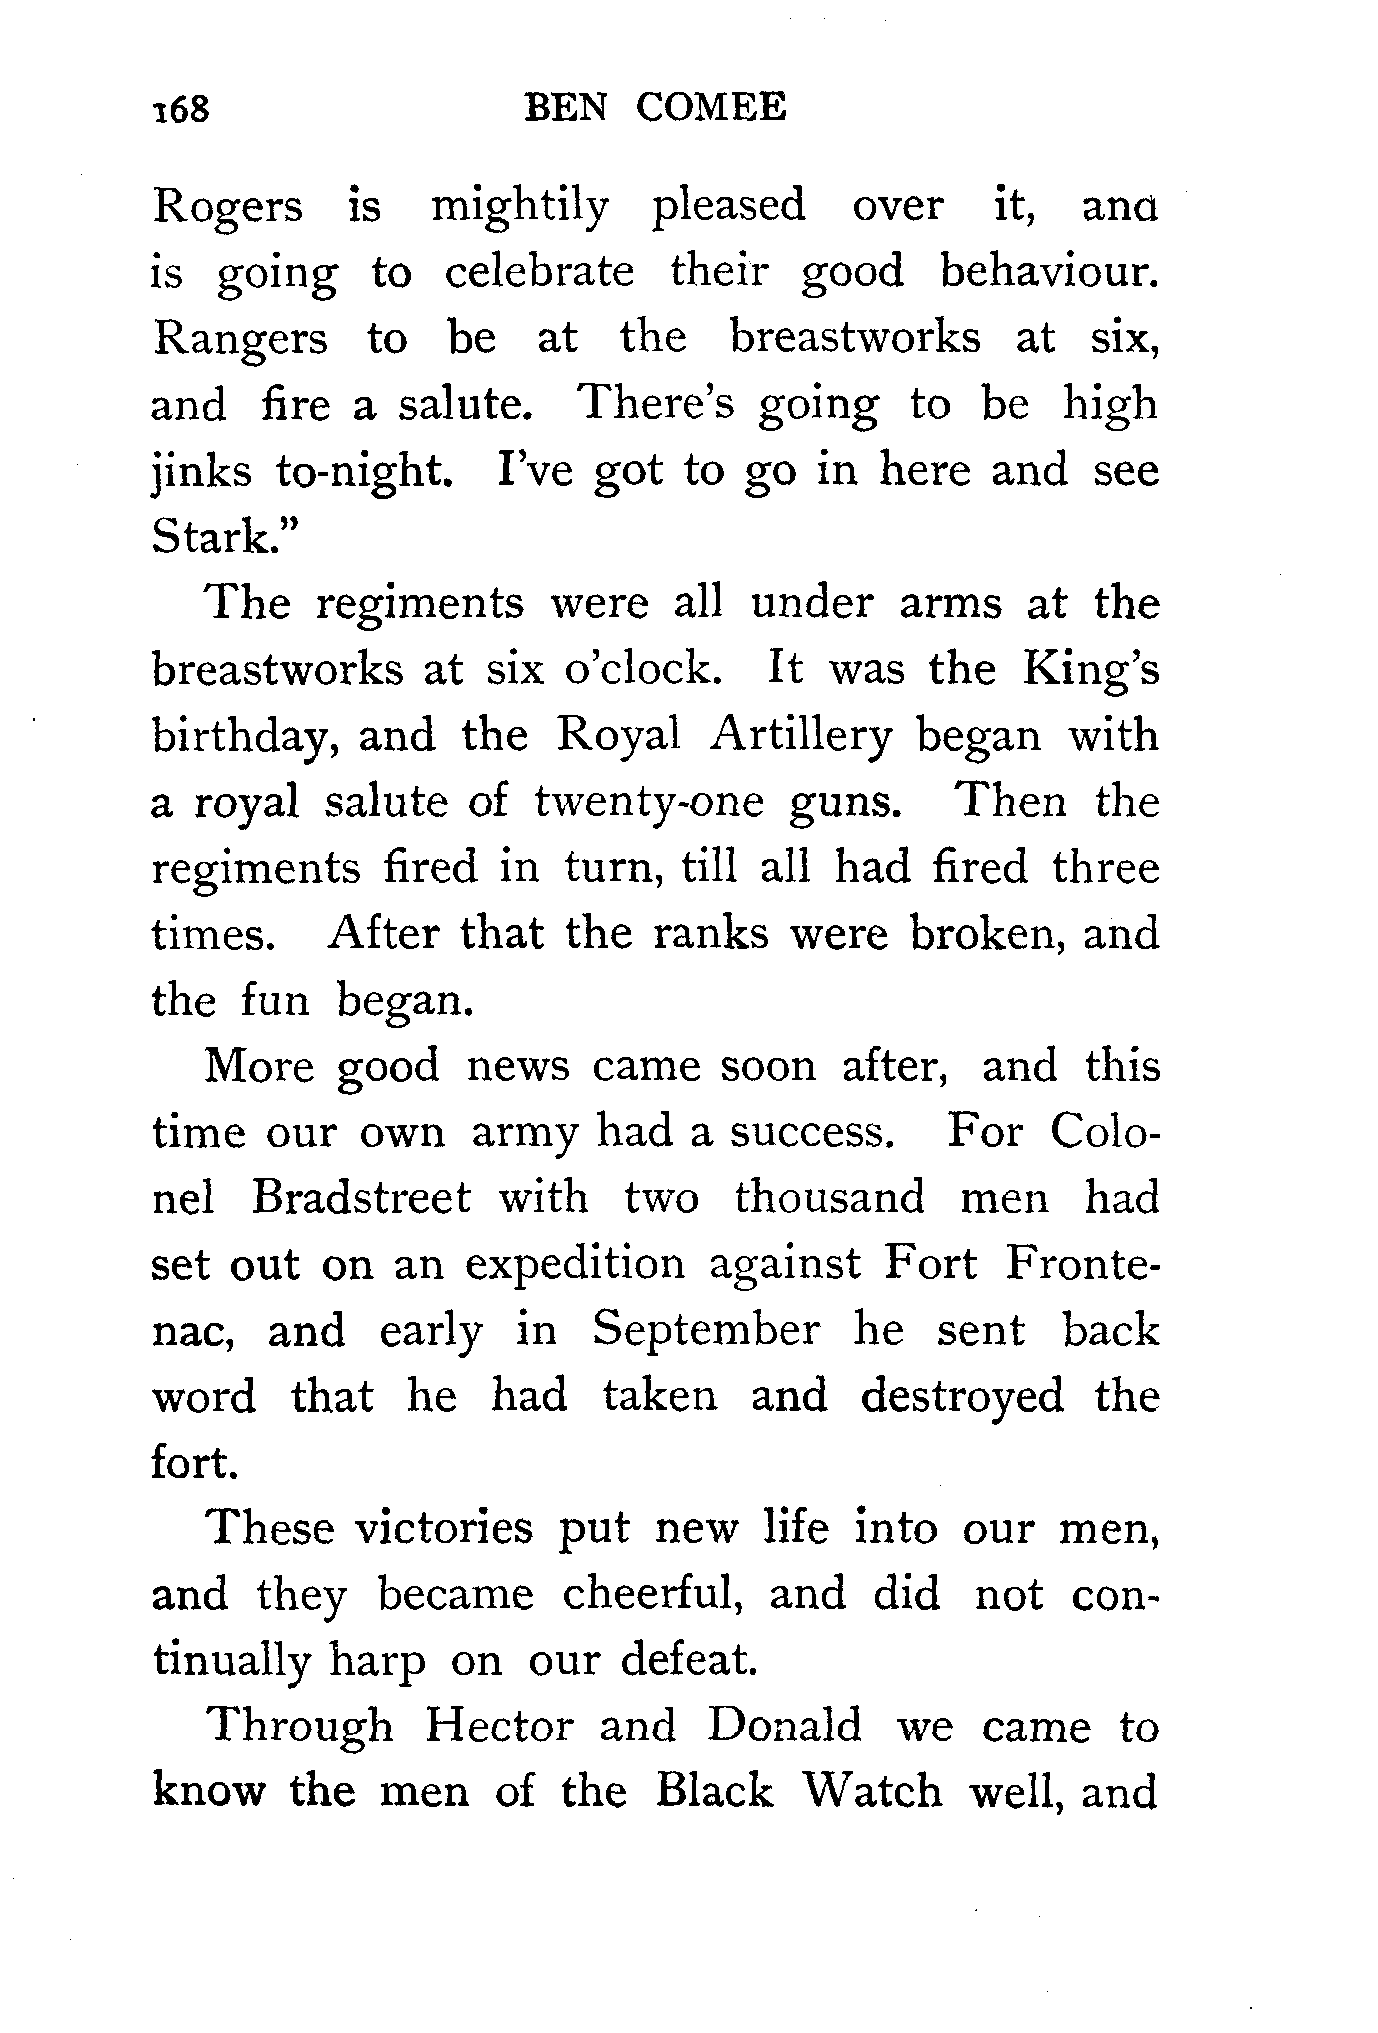 168 BEN COMEE
Rogers is mightily pleased over it, and
is going to celebrate their good behaviour.
Rangers to be at the breastworks at six,
and fire a salute. There's going to be high
jinks to-night. I've got to go in here and see
Stark."
The regiments were all under arms at the
breastworks at six o'clock. It was the King's
birthday, and the Royal Artillery began with
a royal salute of twenty-one guns. Then the
regiments fired in turn, till all had fired three
times. After that the ranks were broken, and
the fun began.
More good news came soon after, and this
time our own army had a success. For Colo-
nel Bradstreet with two thousand men had
set out on an expedition against Fort Fronte-
nac, and early in September he sent back
word that he had taken and destroyed the
fort.
These victories put new life into our men,
and they became cheerful, and did not con-
tinually harp on our defeat.
Through Hector and Donald we came to
know the men of the Black Watch well, and